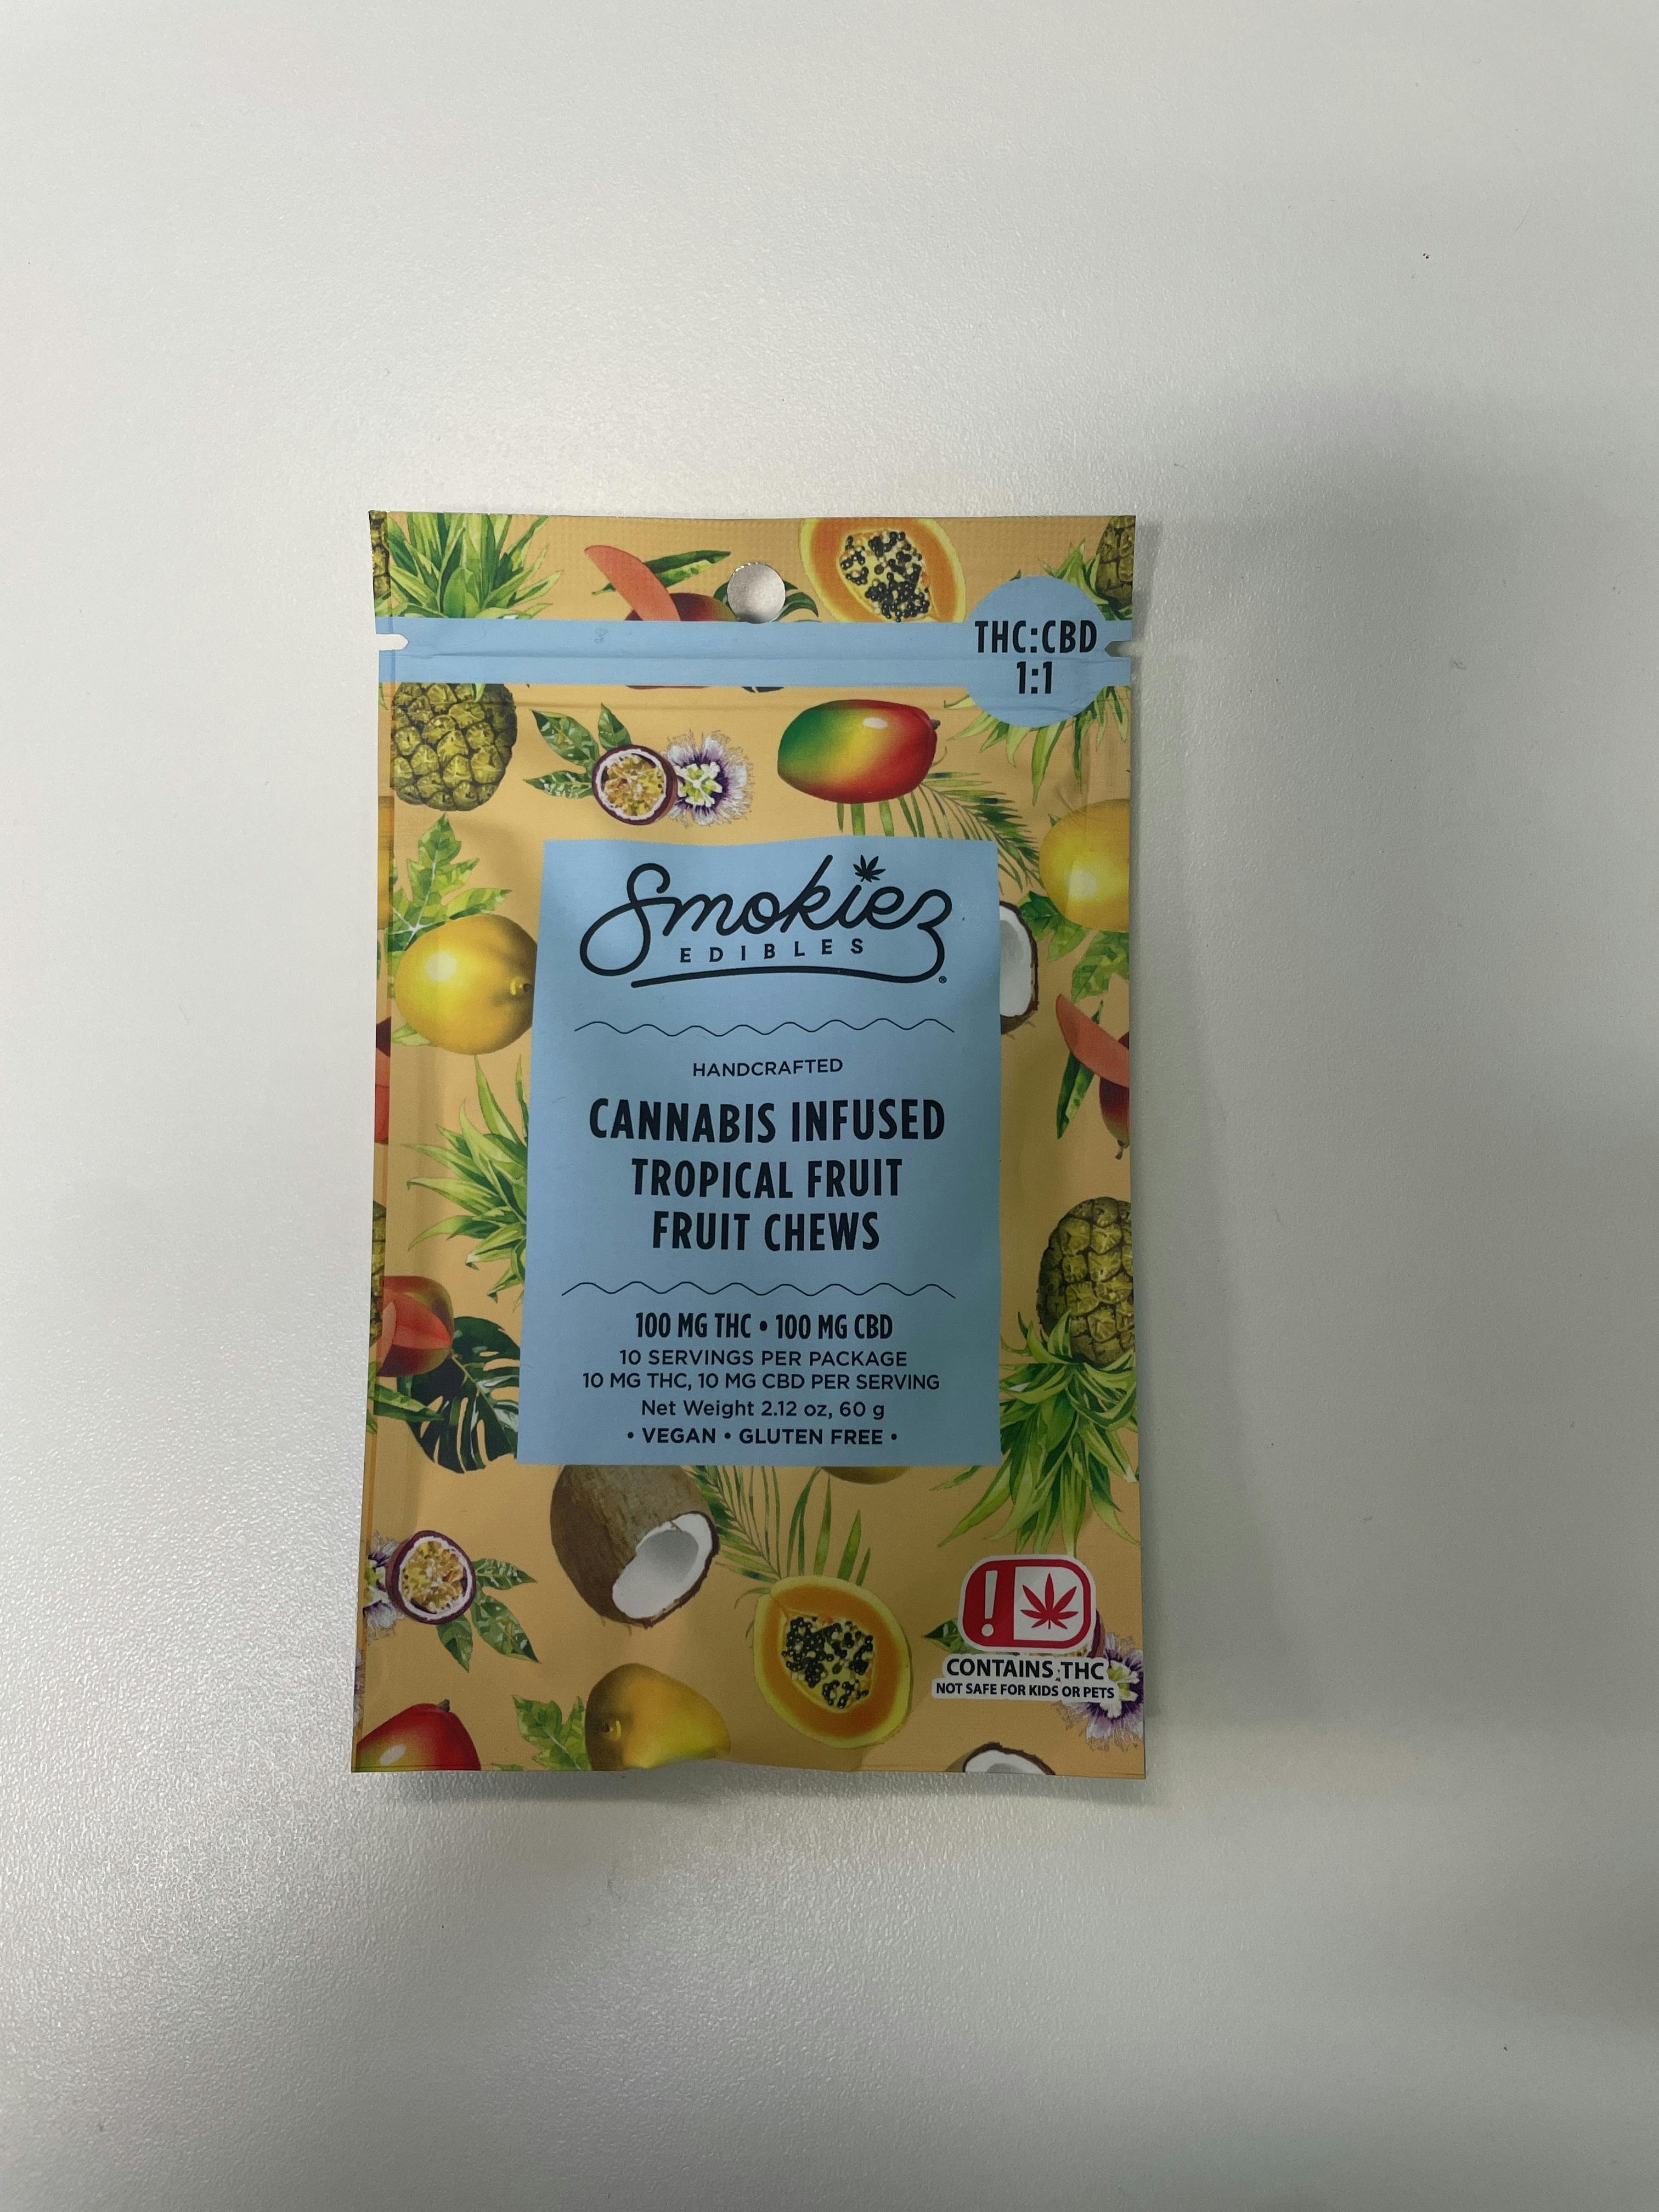 THC:CBD
1:1
Smokiez
EDIBLES
HANDCRAFTED
CANNABIS INFUSED
TROPICAL FRUIT
FRUIT CHEWS
100 MG THC • 100 MG CBD
10 SERVINGS PER PACKAGE
10 MG THC, 10 MG CBD PER SERVING
Net Weight 2.12 oz, 60 g
• VEGAN • GLUTEN FREE •
!
CONTAINS THC
NOT SAFE FOR KIDS OR PETS